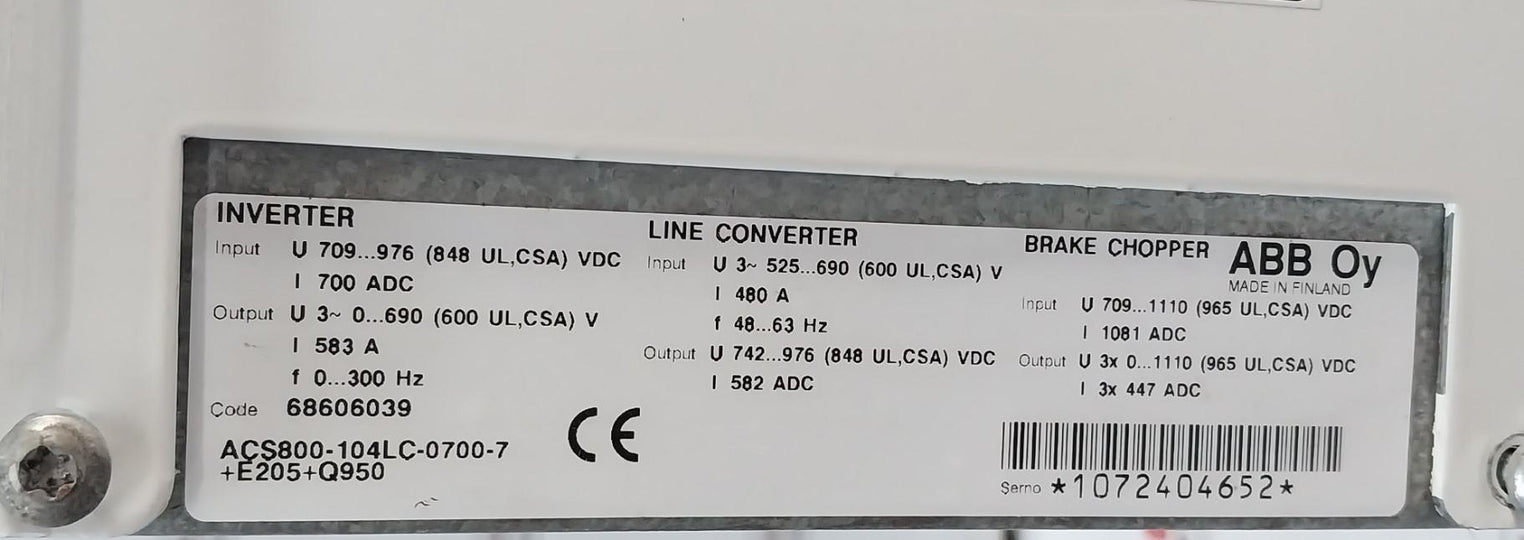 INVERTER
Input U 709...976 (848 UL,CSA) VDC
I 700 ADC
Output U 3~ 0...690 (600 UL,CSA) V
I 583 A
f 0...300 Hz
Code 68606039
ACS800-104LC-0700-7
+E205+Q950
CE
LINE CONVERTER
Input U 3~ 525...690 (600 UL,CSA) V
I 480 A
f 48...63 Hz
Output U 742...976 (848 UL,CSA) VDC
I 582 ADC
BRAKE CHOPPER
ABB Oy
MADE IN FINLAND
Input U 709...1110 (965 UL,CSA) VDC
I 1081 ADC
Output U 3x 0...1110 (965 UL,CSA) VDC
I 3x 447 ADC
Serno *1072404652*